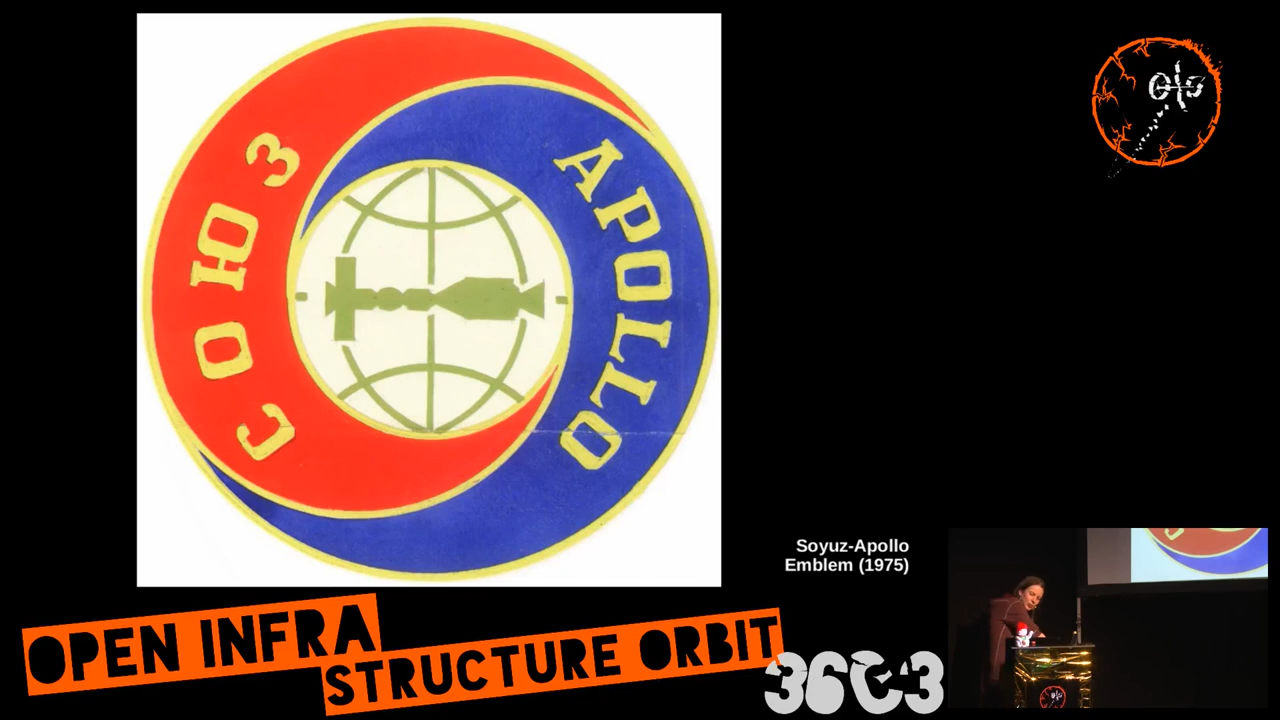 СОЮЗ
APOLLO
Soyuz-Apollo
Emblem (1975)
OPEN INFRA
STRUCTURE ORBIT
36C3